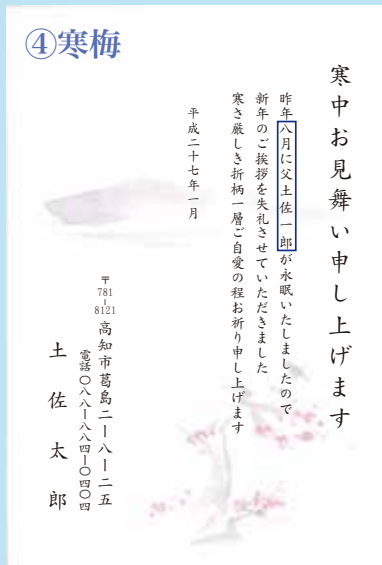 ④寒梅
寒中お見舞い申し上げます
昨年八月に父土佐一郎が永眠いたしましたので
新年のご挨拶を失礼させていただきました
寒さ厳しき折柄一層ご自愛の程お祈り申し上げます
平成二十七年一月
〒781-8121 高知市葛島二ー八ー二五
電話〇八八ー八八四ー〇四〇四
土佐太郎